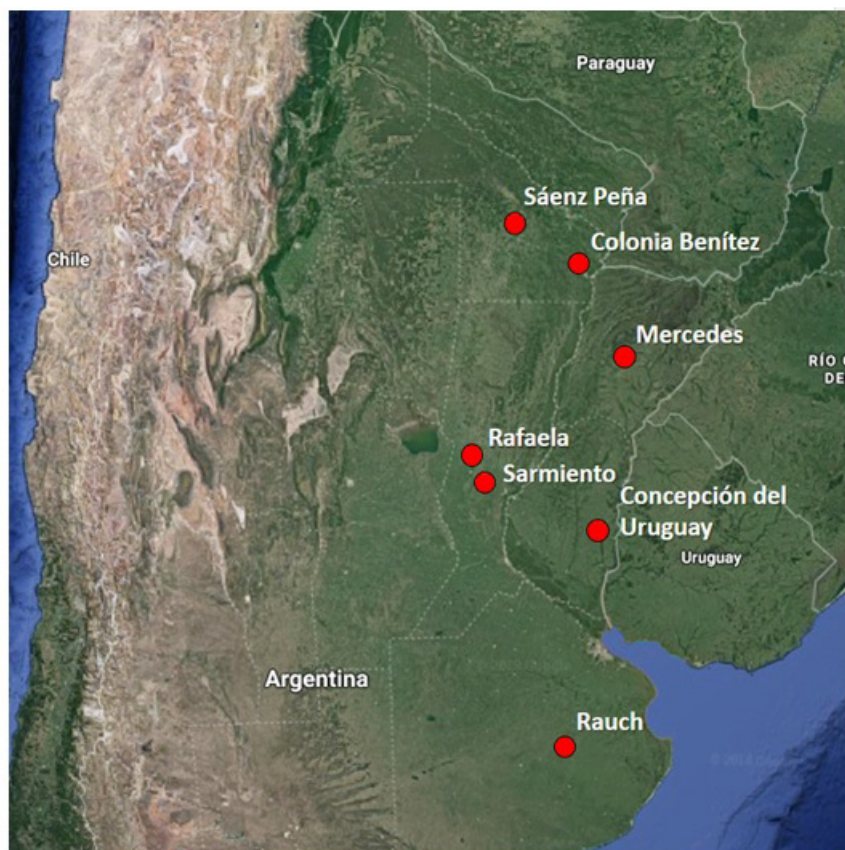 Paraguay
Sáenz Peña
Colonia Benítez
Chile
Mercedes
RÍO
DE
Rafaela
Sarmiento
Concepción del
Uruguay
Uruguay
Argentina
Rauch